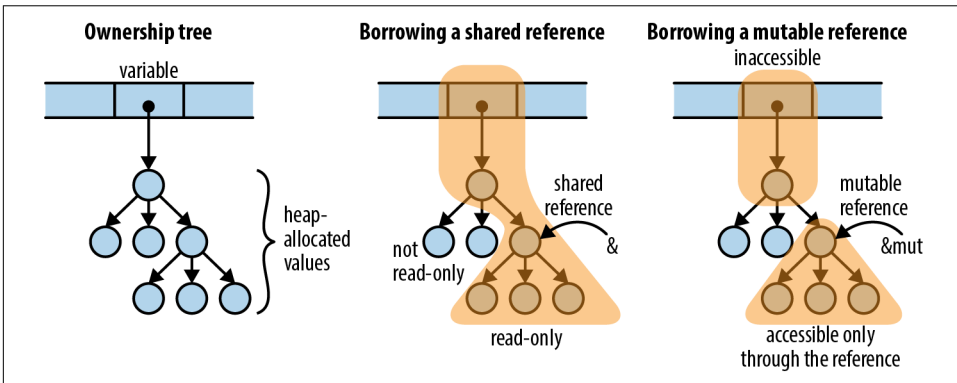 Ownership tree
variable
heap-
allocated
values
Borrowing a shared reference
shared
reference
&
not
read-only
read-only
Borrowing a mutable reference
inaccessible
mutable
reference
&mut
accessible only
through the reference